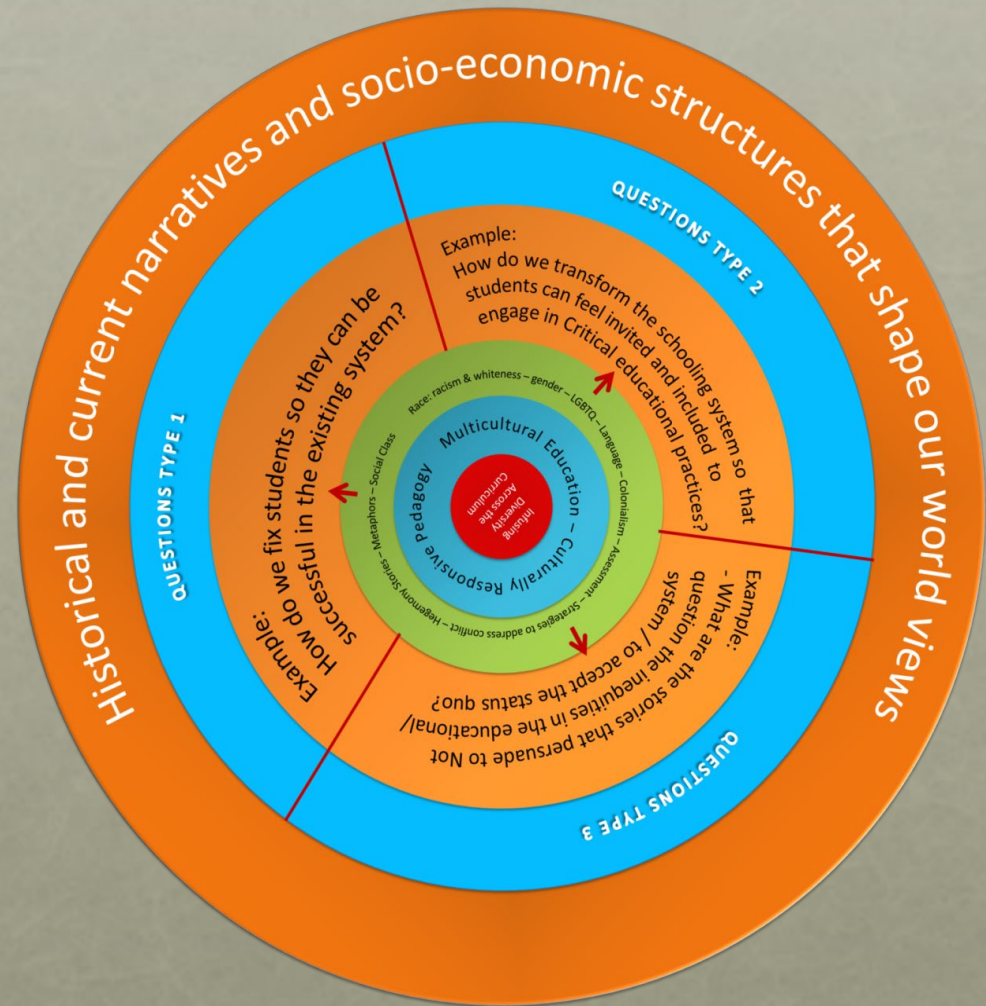 Historical and current narratives and socio-economic structures that shape our world views
QUESTIONS TYPE 1
Example:
How do we fix students so they can be
successful in the existing system?
QUESTIONS TYPE 2
Example:
How do we transform the schooling system so that
students can feel invited and included to
engage in Critical educational practices?
QUESTIONS TYPE 3
Example:
- What are the stories that persuade to Not
question the inequities in the educational/
system / to accept the status quo?
Race: racism & whiteness – gender – LGBTQ – Language – Colonialism – Assessment – Strategies to address conflict – Hegemony Stories – Metaphors – Social Class
Multicultural Education – Culturally Responsive Pedagogy
Infusing
Diversity
Across the
Curriculum